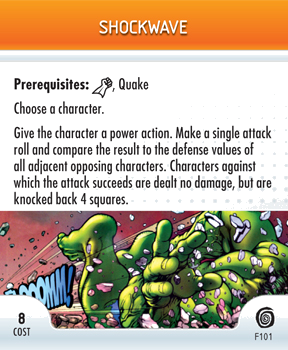 SHOCKWAVE
Prerequisites: , Quake
Choose a character.
Give the character a power action. Make a single attack
roll and compare the result to the defense values of
all adjacent opposing characters. Characters against
which the attack succeeds are dealt no damage, but are
knocked back 4 squares.
8
COST
F101